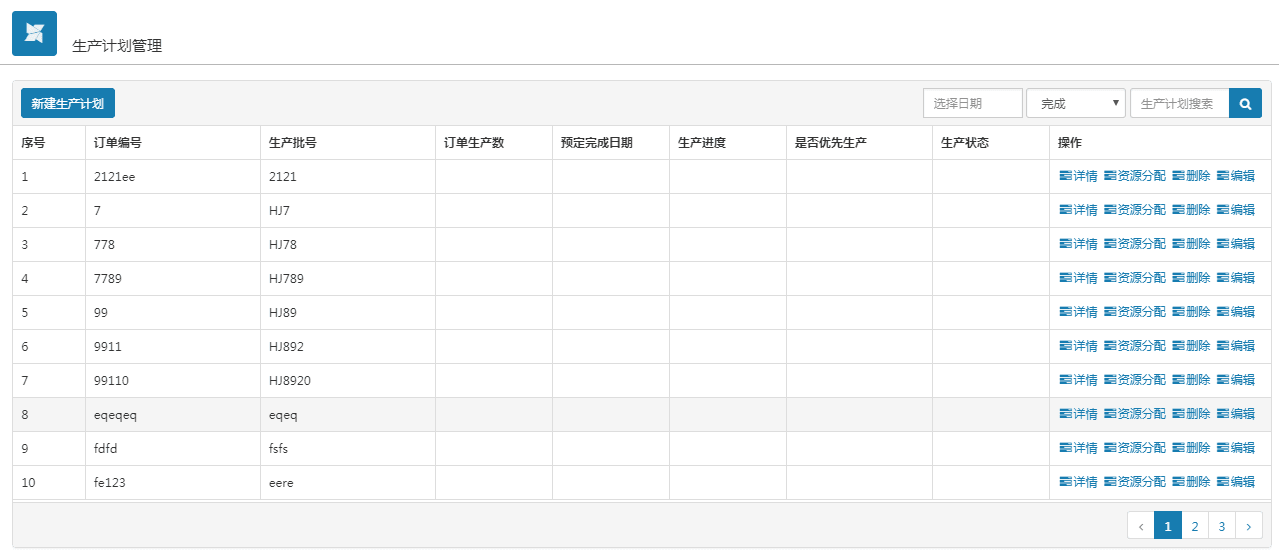 生产计划管理
新建生产计划 选择日期 完成 生产计划搜索
序号 订单编号 生产批号 订单生产数 预定完成日期 生产进度 是否优先生产 生产状态 操作
1 2121ee 2121 详情 资源分配 删除 编辑
2 7 HJ7 详情 资源分配 删除 编辑
3 778 HJ78 详情 资源分配 删除 编辑
4 7789 HJ789 详情 资源分配 删除 编辑
5 99 HJ89 详情 资源分配 删除 编辑
6 9911 HJ892 详情 资源分配 删除 编辑
7 99110 HJ8920 详情 资源分配 删除 编辑
8 eqeqeq eqeq 详情 资源分配 删除 编辑
9 fdfd fsfs 详情 资源分配 删除 编辑
10 fe123 eere 详情 资源分配 删除 编辑
‹ 1 2 3 ›